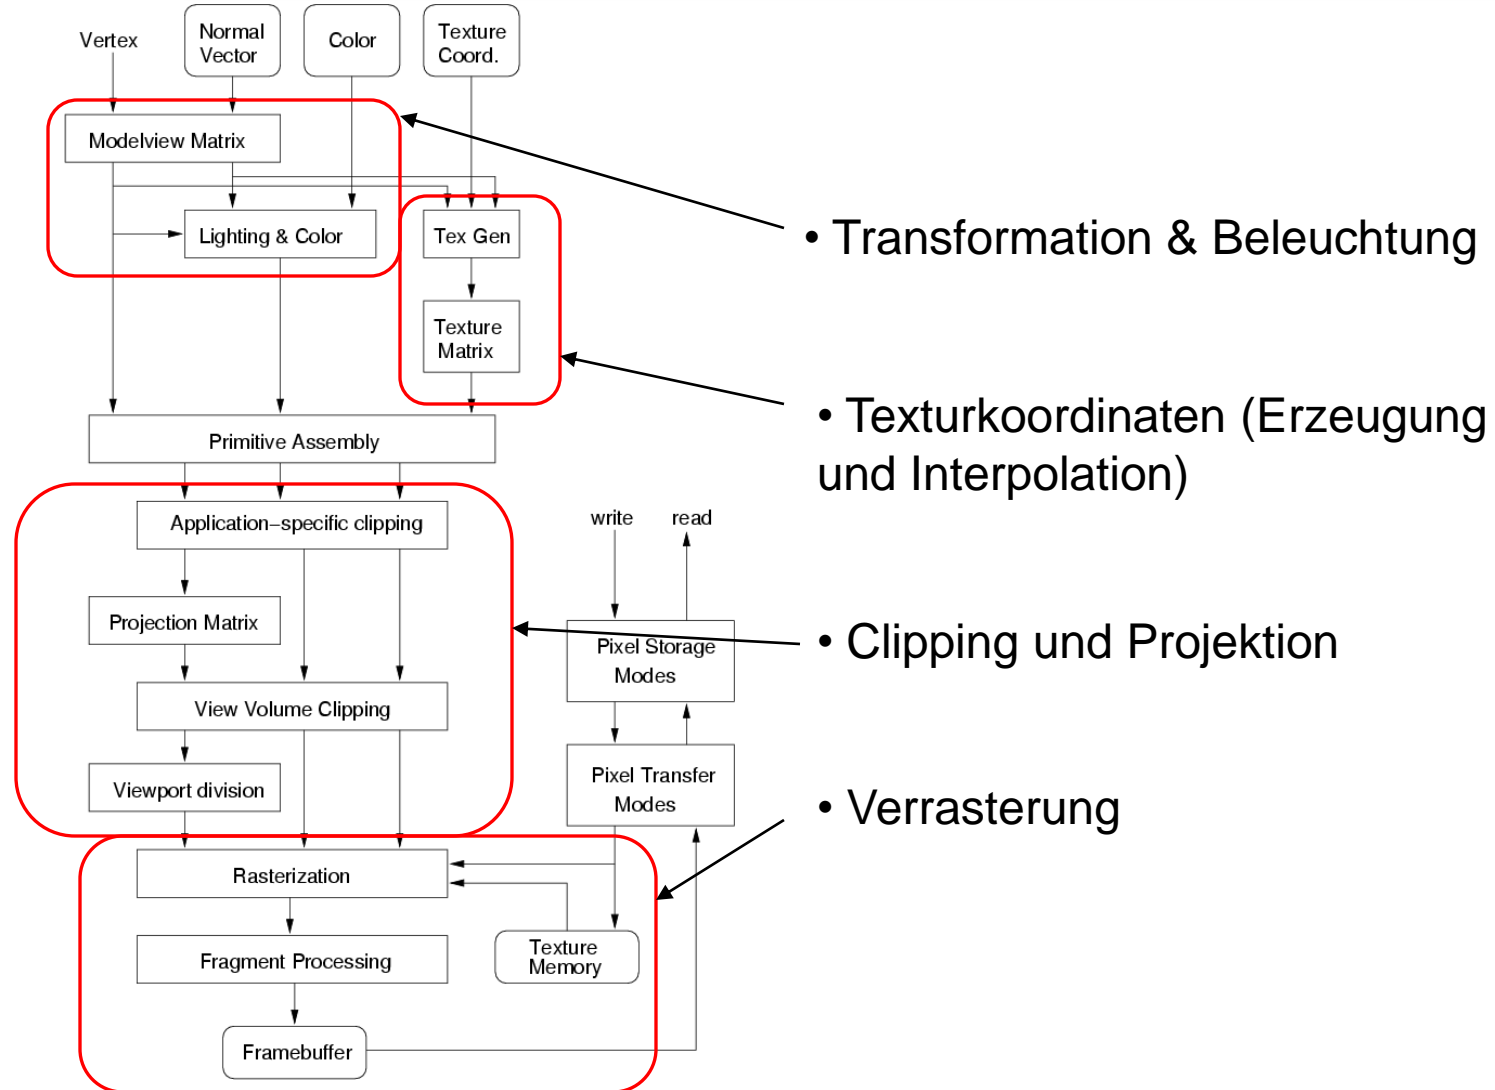 Vertex
Normal
Vector
Color
Texture
Coord.
Modelview Matrix
Lighting & Color
Tex Gen
• Transformation & Beleuchtung
Texture
Matrix
• Texturkoordinaten (Erzeugung
und Interpolation)
Primitive Assembly
Application-specific clipping
write
read
Projection Matrix
Pixel Storage
Modes
• Clipping und Projektion
View Volume Clipping
Viewport division
Pixel Transfer
Modes
• Verrasterung
Rasterization
Fragment Processing
Texture
Memory
Framebuffer